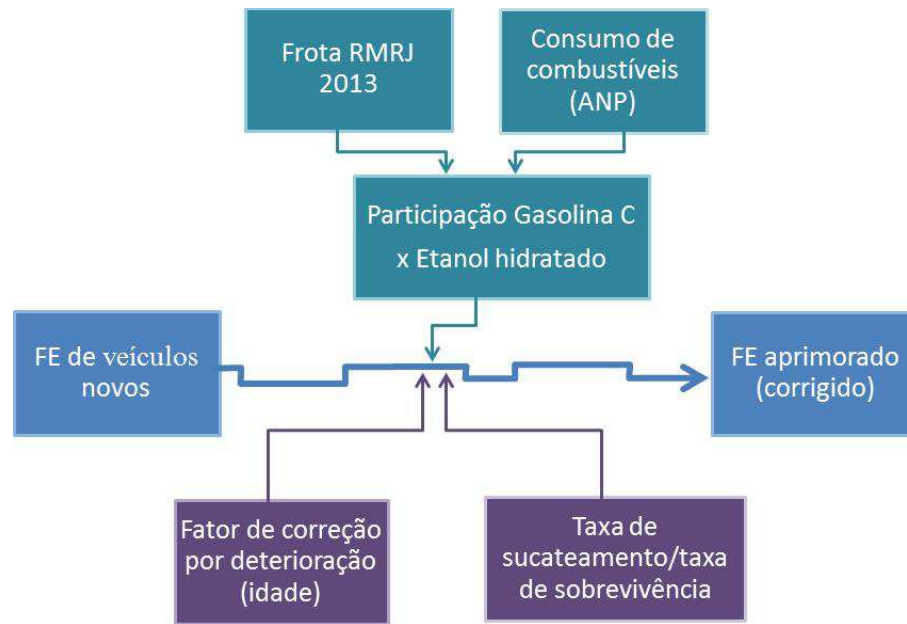 Frota RMRJ
2013
Consumo de
combustíveis
(ANP)
Participação Gasolina C
x Etanol hidratado
FE de veículos
novos
FE aprimorado
(corrigido)
Fator de correção
por deterioração
(idade)
Taxa de
sucateamento/taxa
de sobrevivência